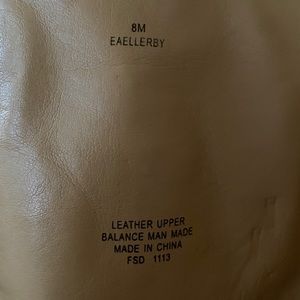 8M
EAELLERBY
LEATHER UPPER
BALANCE MAN MADE
MADE IN CHINA
FSD 1113